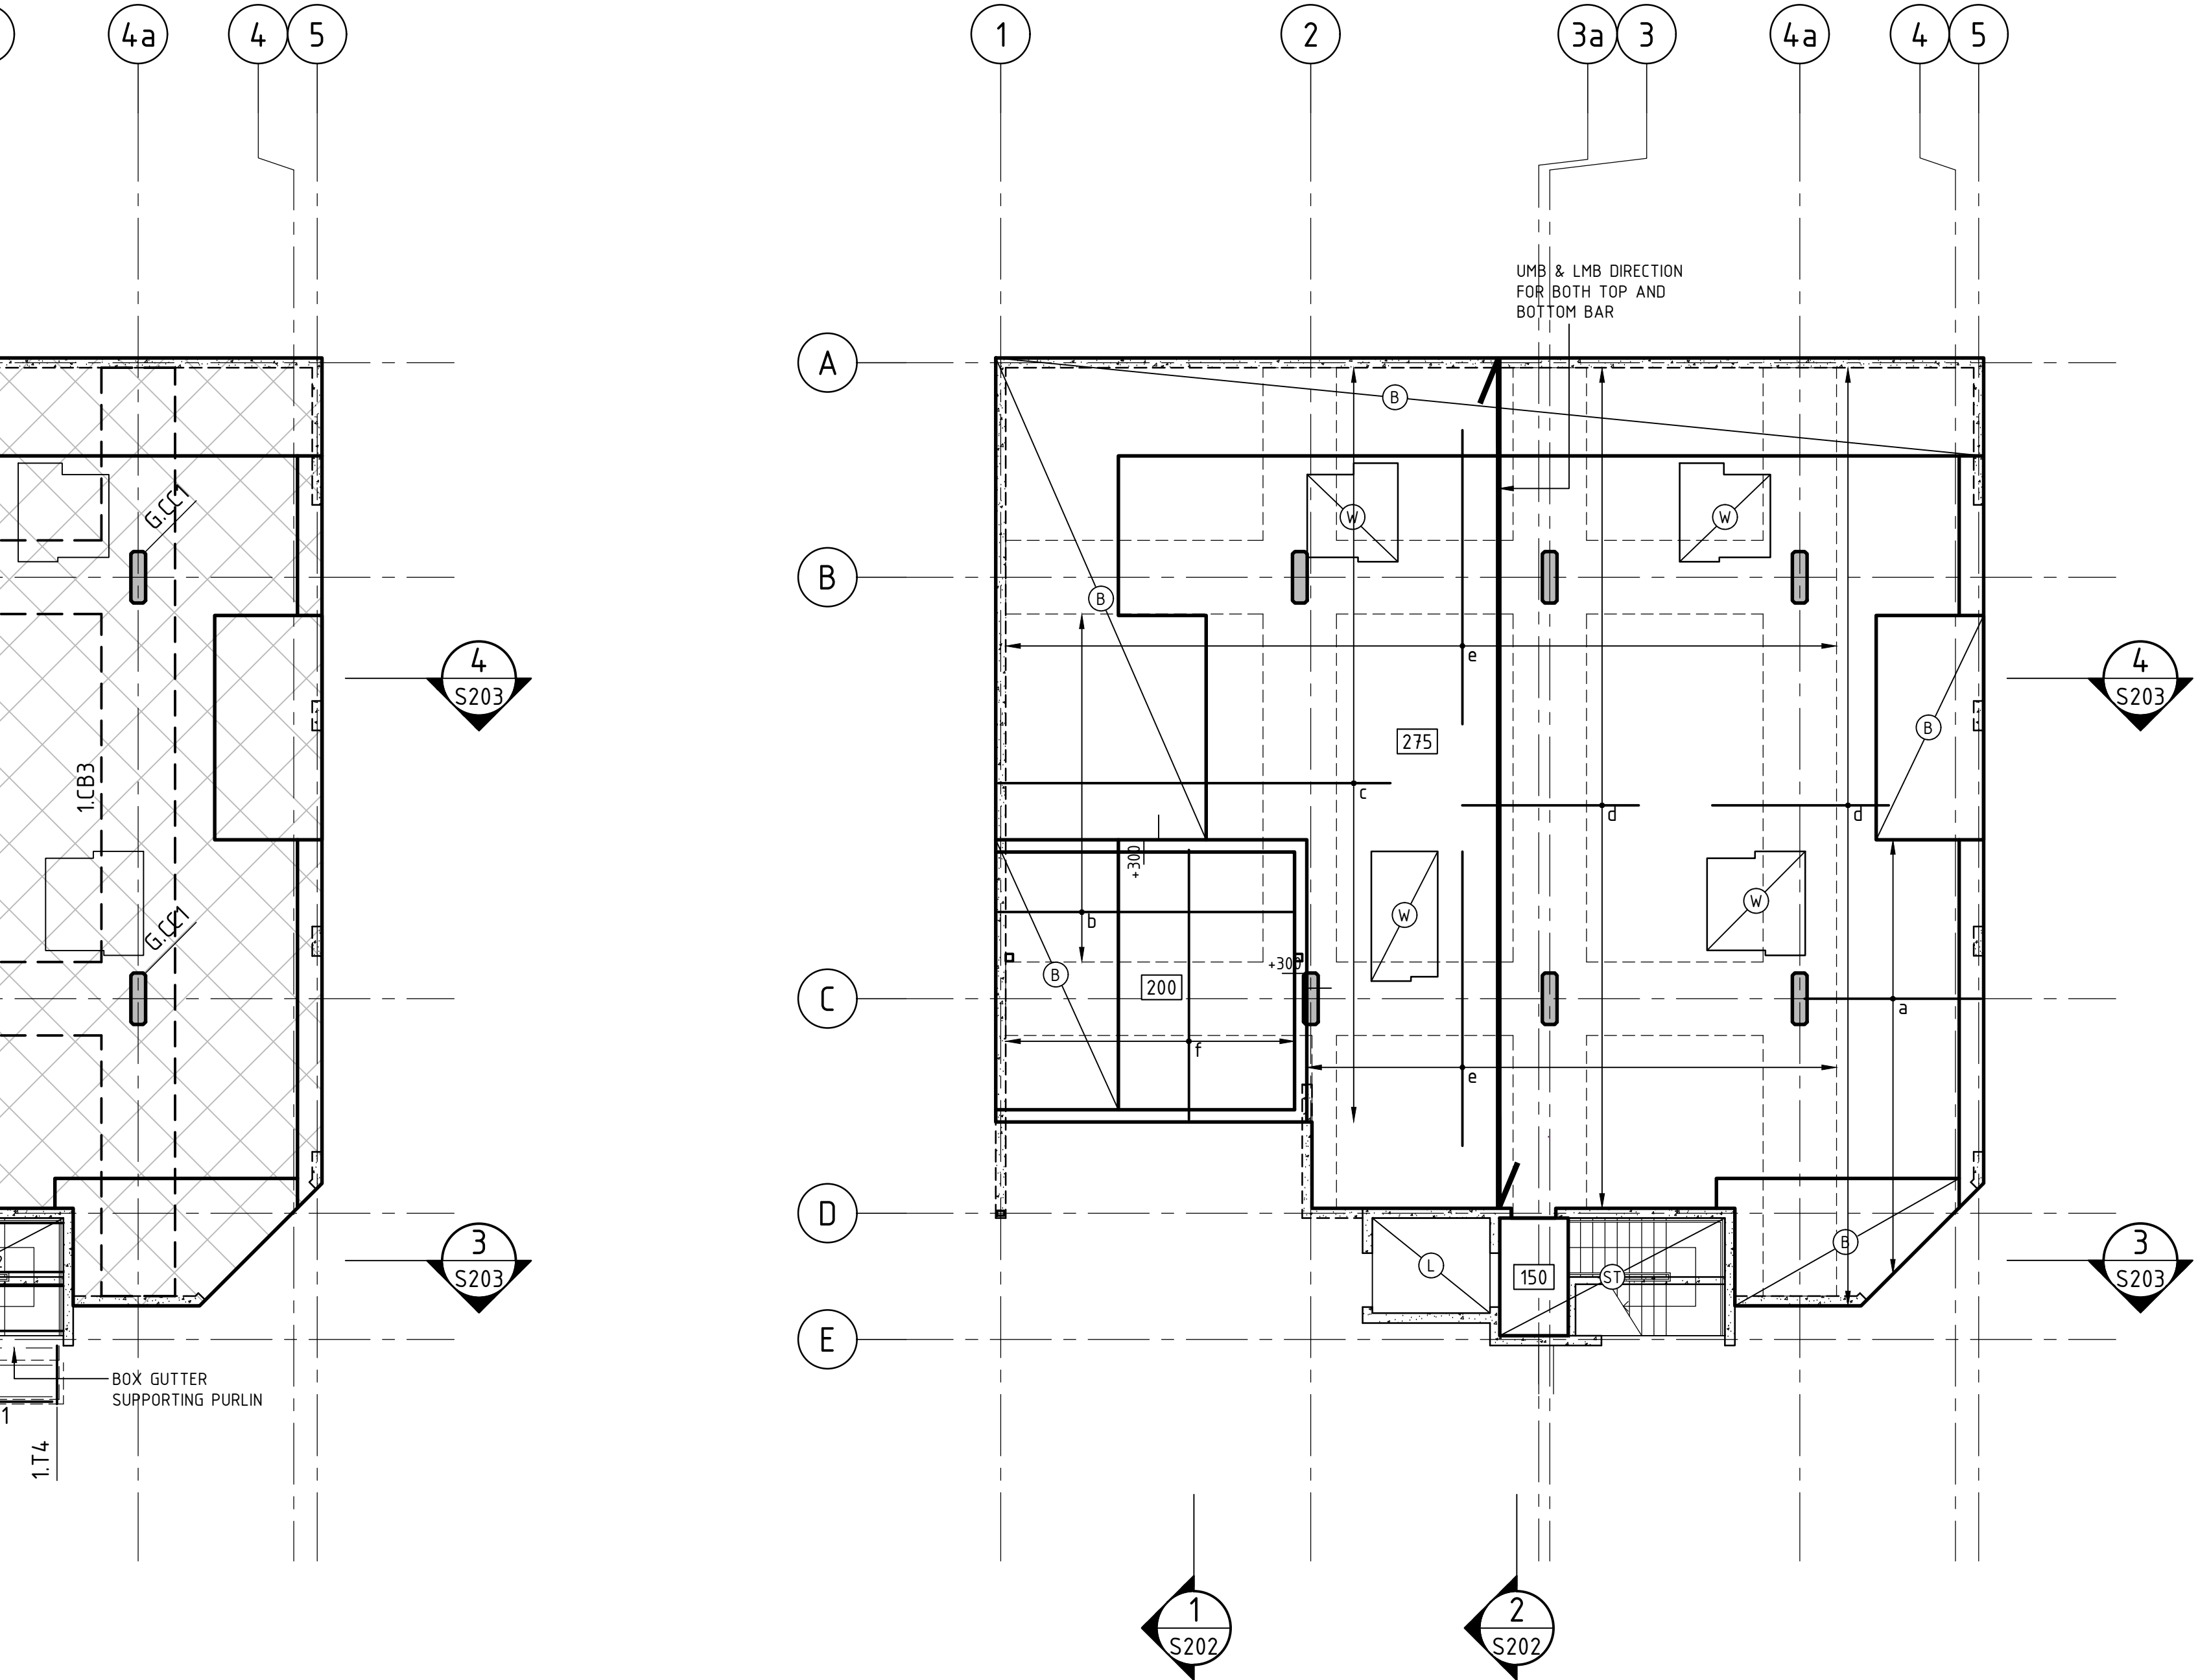 4a
4
5
1
2
3a
3
4a
4
5
UMB & LMB DIRECTION
FOR BOTH TOP AND
BOTTOM BAR
A
B
G.CC1
W
W
B
B
B
e
4
S203
4
S203
275
B
1.CB3
c
d
d
+300
G.CC1
b
W
W
B
+300
200
C
a
f
e
D
3
S203
B
3
S203
L
150
ST
E
BOX GUTTER
SUPPORTING PURLIN
1
1.T4
1
S202
2
S202